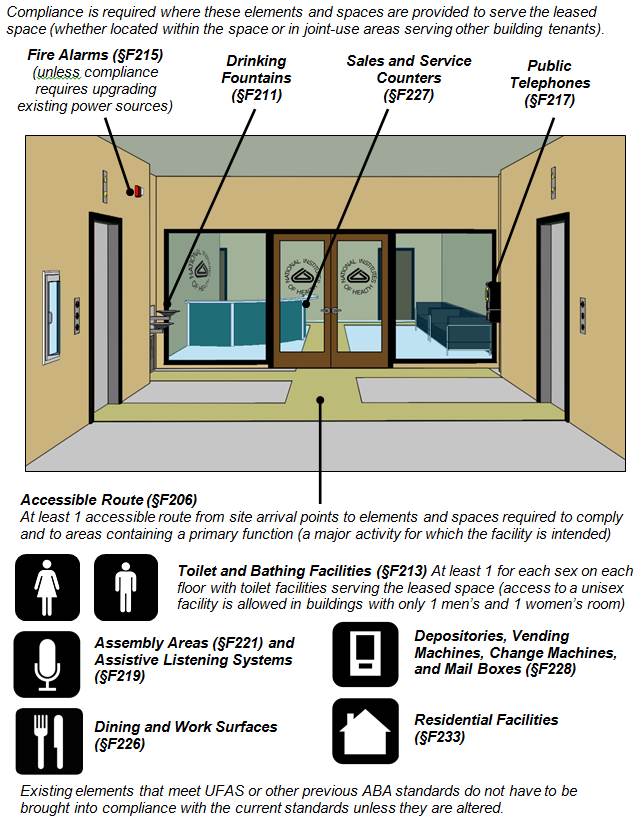 Compliance is required where these elements and spaces are provided to serve the leased
space (whether located within the space or in joint-use areas serving other building tenants).
Fire Alarms (§F215)
(unless compliance
requires upgrading
existing power sources)
Drinking
Fountains
(§F211)
Sales and Service
Counters
(§F227)
Public
Telephones
(§F217)
NATIONAL INSTITUTES
OF HEALTH
NATIONAL INSTITUTES
OF HEALTH
NATIONAL INSTITUTES
OF HEALTH
Accessible Route (§F206)
At least 1 accessible route from site arrival points to elements and spaces required to comply
and to areas containing a primary function (a major activity for which the facility is intended)
Toilet and Bathing Facilities (§F213) At least 1 for each sex on each
floor with toilet facilities serving the leased space (access to a unisex
facility is allowed in buildings with only 1 men's and 1 women's room)
Assembly Areas (§F221) and
Assistive Listening Systems
(§F219)
Depositories, Vending
Machines, Change Machines,
and Mail Boxes (§F228)
Dining and Work Surfaces
(§F226)
Residential Facilities
(§F233)
Existing elements that meet UFAS or other previous ABA standards do not have to be
brought into compliance with the current standards unless they are altered.